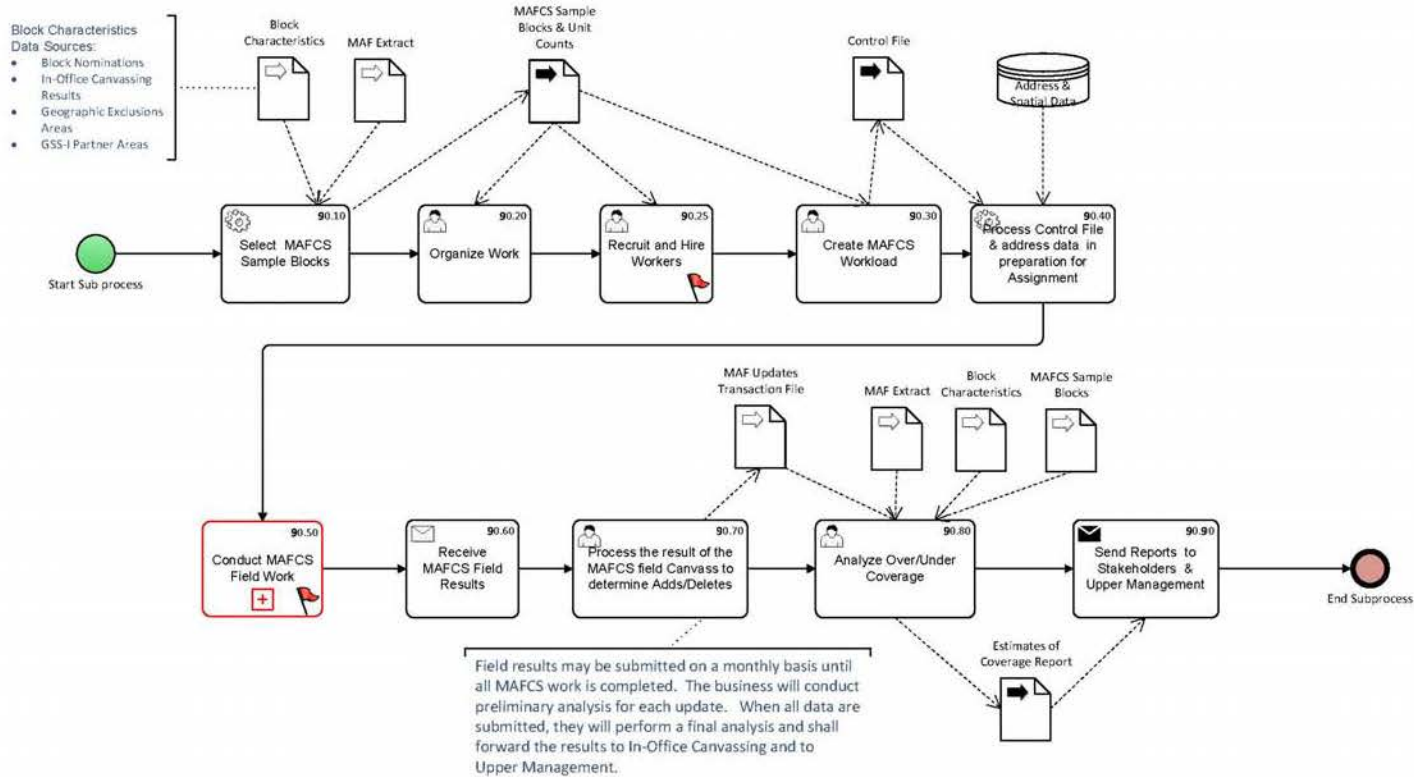 Block Characteristics
Data Sources:
• Block Nominations
• In-Office Canvassing
Results
• Geographic Exclusions
Areas
• GSS-I Partner Areas
Block
Characteristics
MAF Extract
MAFCS Sample
Blocks & Unit
Counts
Control File
Address &
Spatial Data
Start Sub process
90.10
Select MAFCS
Sample Blocks
90.20
Organize Work
90.25
Recruit and Hire
Workers
90.30
Create MAFCS
Workload
90.40
Process Control File
& address data in
preparation for
Assignment
MAF Updates
Transaction File
MAF Extract
Block
Characteristics
MAFCS Sample
Blocks
90.50
Conduct MAFCS
Field Work
90.60
Receive
MAFCS Field
Results
90.70
Process the result of the
MAFCS field Canvass to
determine Adds/Deletes
90.80
Analyze Over/Under
Coverage
90.90
Send Reports to
Stakeholders &
Upper Management
End Subprocess
Estimates of
Coverage Report
Field results may be submitted on a monthly basis until
all MAFCS work is completed. The business will conduct
preliminary analysis for each update. When all data are
submitted, they will perform a final analysis and shall
forward the results to In-Office Canvassing and to
Upper Management.